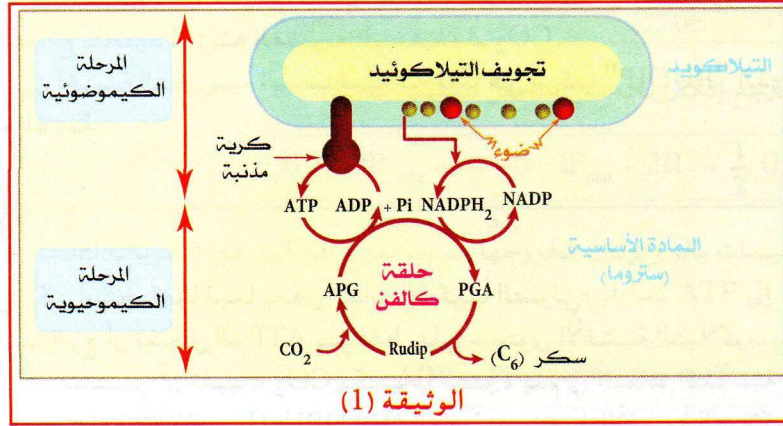 المرحلة
الكيموضوئية
تجويف التيلاكوئيد
التيلاكويد
ضوء
كرية
مذنبة
ATP
ADP + Pi
NADPH₂
NADP
المادة الأساسية
(ستروما)
المرحلة
الكيموحيوية
حلقة
كالفن
APG
PGA
CO₂
Rudip
سكر (C₆)
الوثيقة (1)